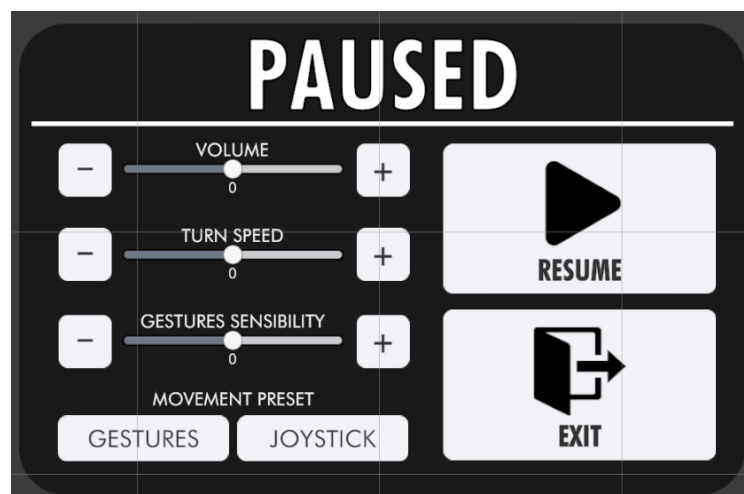 PAUSED
VOLUME
− +
0
TURN SPEED
− +
0
GESTURES SENSIBILITY
− +
0
MOVEMENT PRESET
GESTURES JOYSTICK
RESUME
EXIT